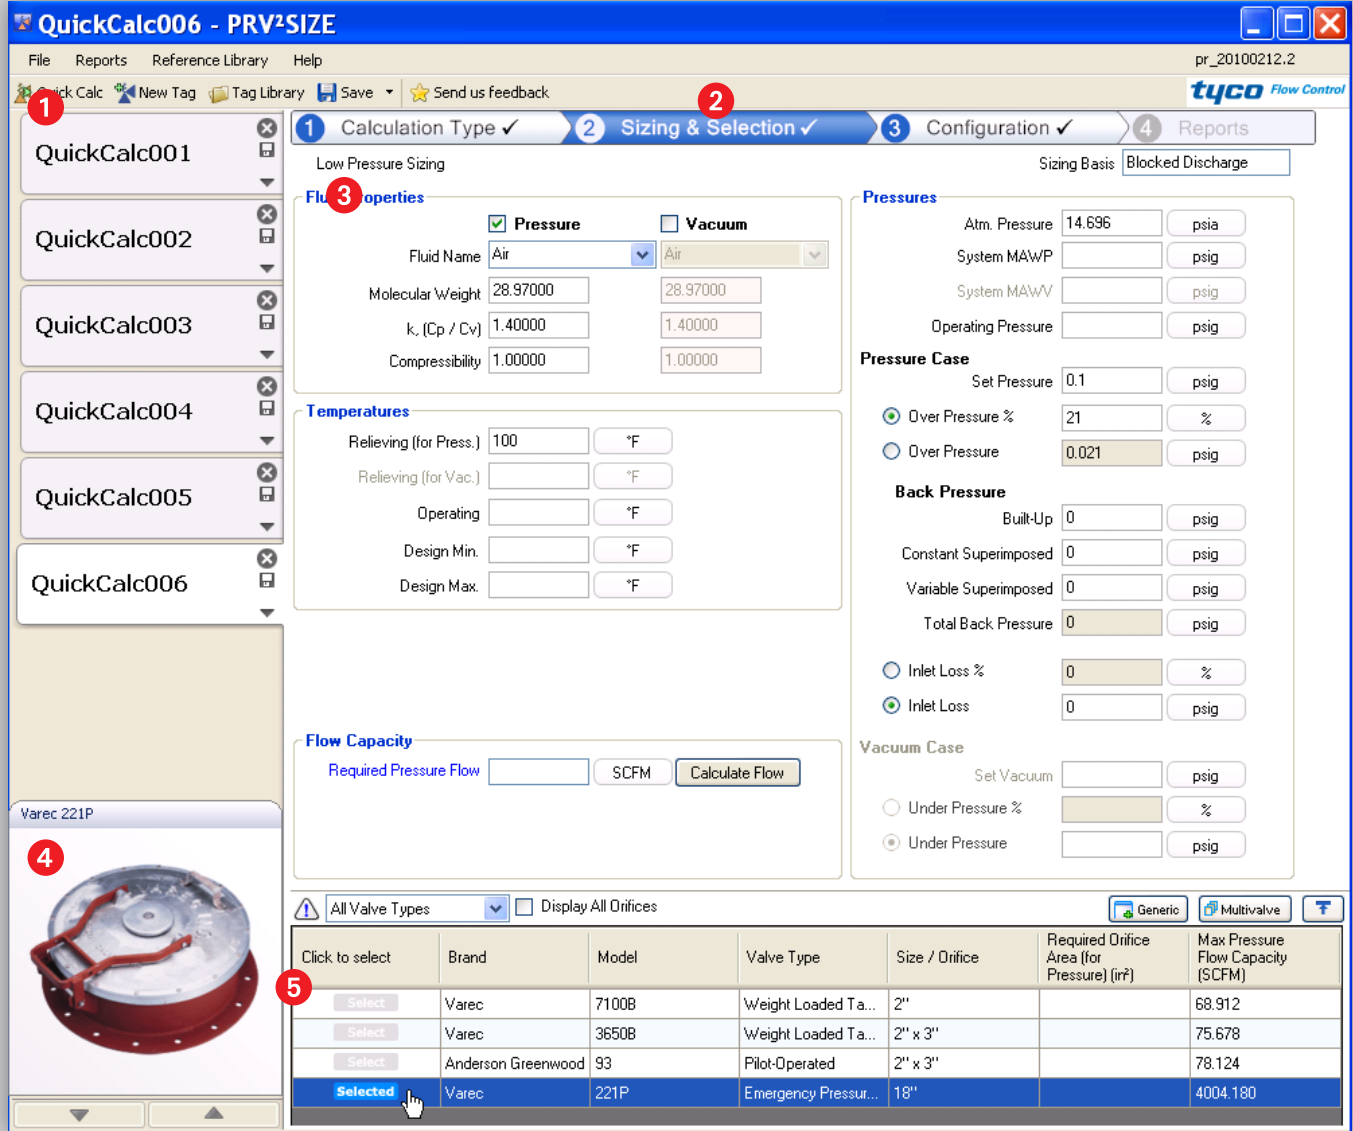 QuickCalc006 - PRV²SIZE
File Reports Reference Library Help pr_20100212.2
Calc New Tag Tag Library Save Send us feedback tyco Flow Control
1
2
QuickCalc001
QuickCalc002
QuickCalc003
QuickCalc004
QuickCalc005
QuickCalc006
1 Calculation Type ✓ 2 Sizing & Selection ✓ 3 Configuration ✓ 4 Reports
Low Pressure Sizing Sizing Basis Blocked Discharge
3
Pressure Vacuum
Fluid Name Air Air
Molecular Weight 28.97000 28.97000
k, (Cp / Cv) 1.40000 1.40000
Compressibility 1.00000 1.00000
Temperatures
Relieving (for Press.) 100 °F
Relieving (for Vac.) °F
Operating °F
Design Min. °F
Design Max. °F
Flow Capacity
Required Pressure Flow SCFM Calculate Flow
Pressures
Atm. Pressure 14.696 psia
System MAWP psig
System MAWV psig
Operating Pressure psig
Pressure Case
Set Pressure 0.1 psig
Over Pressure % 21 %
Over Pressure 0.021 psig
Back Pressure
Built-Up 0 psig
Constant Superimposed 0 psig
Variable Superimposed 0 psig
Total Back Pressure 0 psig
Inlet Loss % 0 %
Inlet Loss 0 psig
Vacuum Case
Set Vacuum psig
Under Pressure % %
Under Pressure psig
Varec 221P
4
All Valve Types Display All Orifices Generic Multivalve
Click to select Brand Model Valve Type Size / Orifice Required Orifice Area (for Pressure) (in²) Max Pressure Flow Capacity (SCFM)
5
Select Varec 7100B Weight Loaded Ta... 2" 68.912
Select Varec 3650B Weight Loaded Ta... 2" x 3" 75.678
Select Anderson Greenwood 93 Pilot-Operated 2" x 3" 78.124
Selected Varec 221P Emergency Pressur... 18" 4004.180